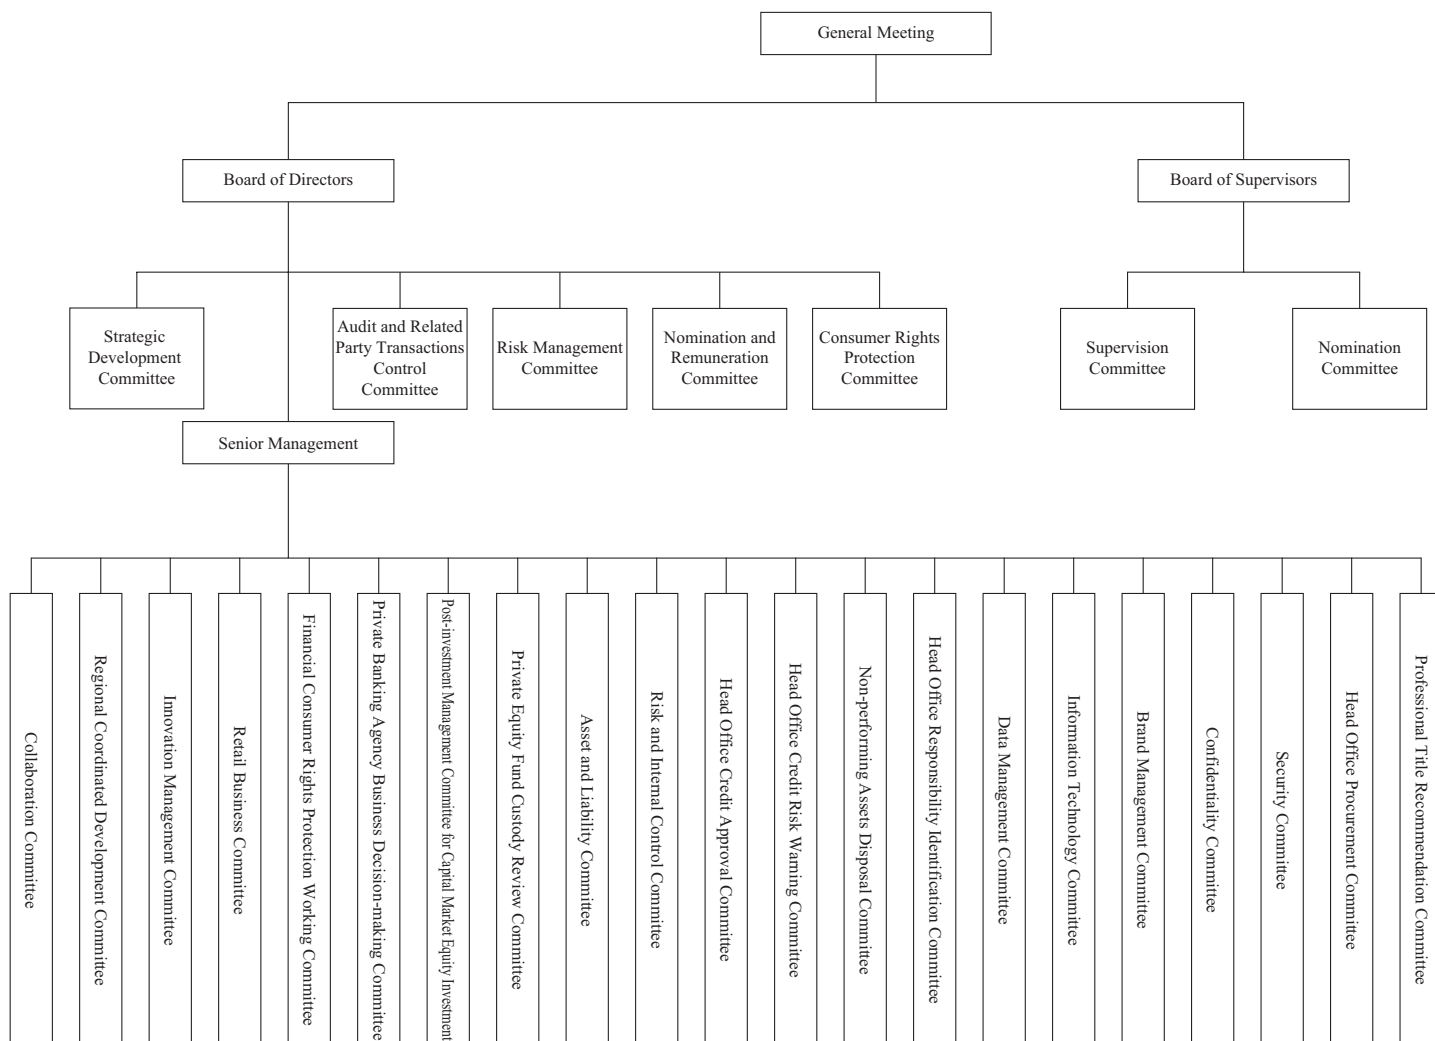 General Meeting
Board of Directors
Board of Supervisors
Strategic
Development
Committee
Audit and Related
Party Transactions
Control
Committee
Risk Management
Committee
Nomination and
Remuneration
Committee
Consumer Rights
Protection
Committee
Supervision
Committee
Nomination
Committee
Senior Management
Collaboration Committee
Regional Coordinated Development Committee
Innovation Management Committee
Retail Business Committee
Financial Consumer Rights Protection Working Committee
Private Banking Agency Business Decision-making Committee
Post-investment Management Committee for Capital Market Equity Investment
Private Equity Fund Custody Review Committee
Asset and Liability Committee
Risk and Internal Control Committee
Head Office Credit Approval Committee
Head Office Credit Risk Warning Committee
Non-performing Assets Disposal Committee
Head Office Responsibility Identification Committee
Data Management Committee
Information Technology Committee
Brand Management Committee
Confidentiality Committee
Security Committee
Head Office Procurement Committee
Professional Title Recommendation Committee